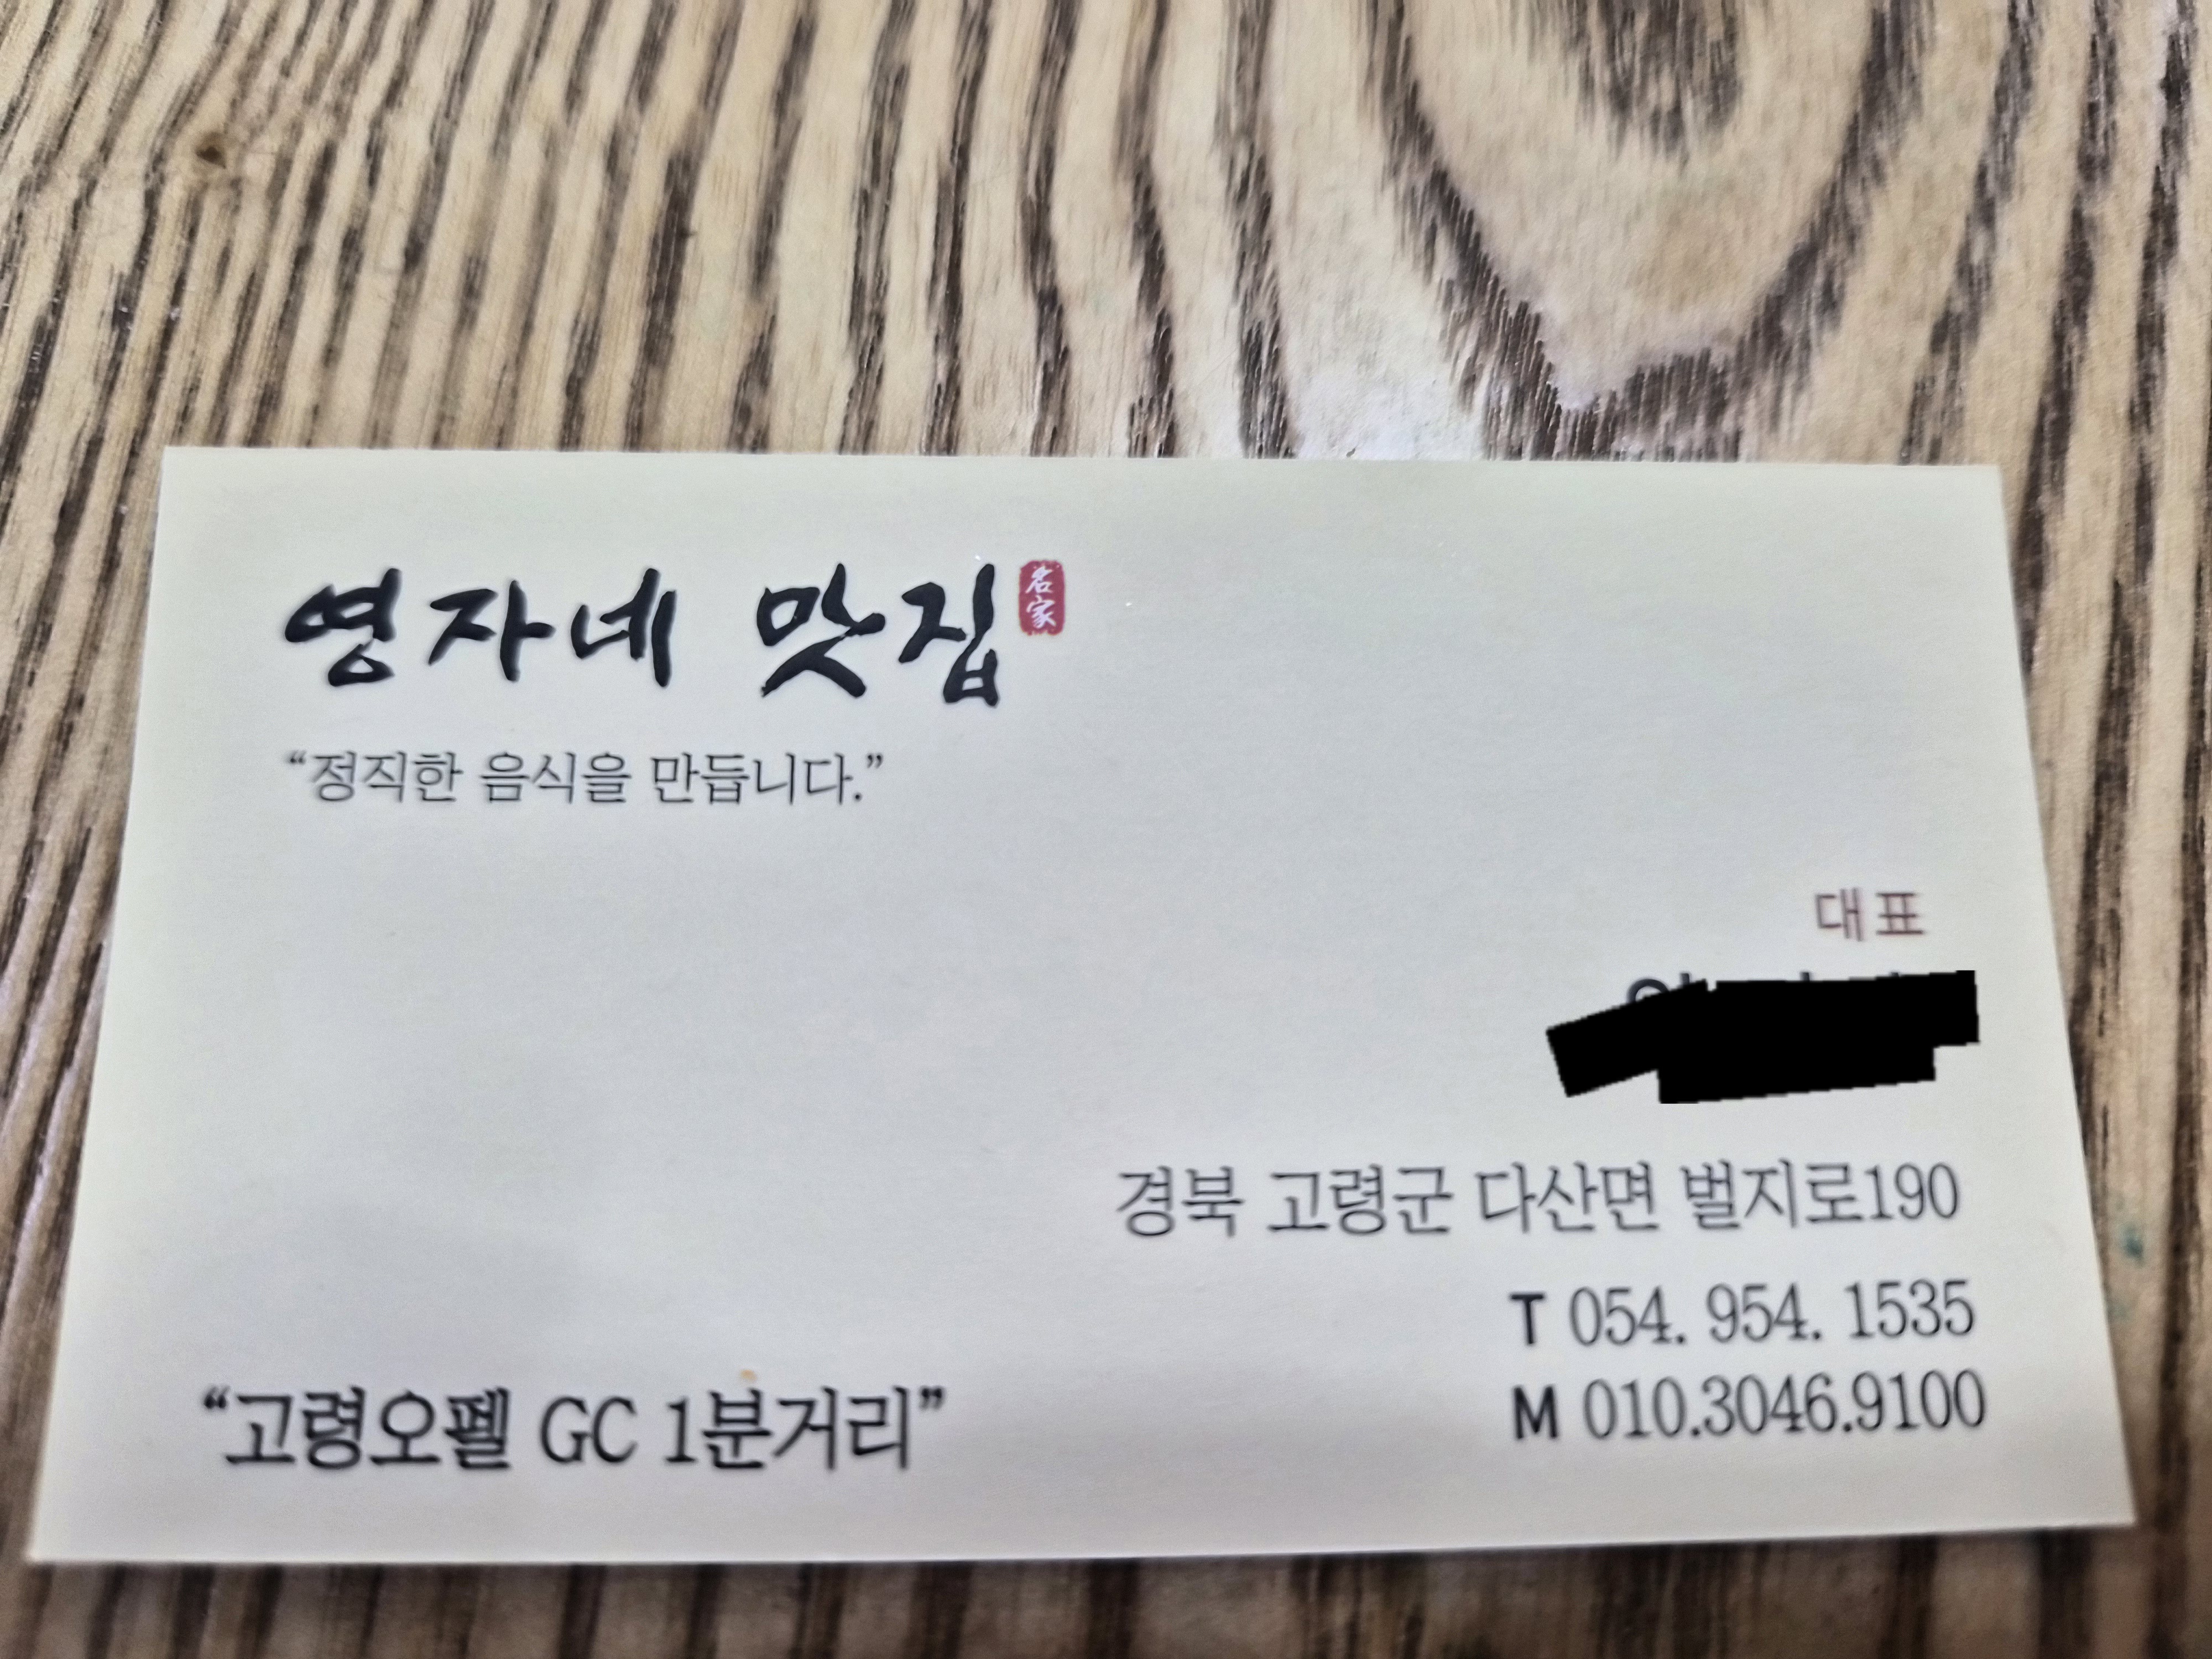 영자네 맛집 名家
“정직한 음식을 만듭니다.”
대표
경북 고령군 다산면 벌지로190
T 054. 954. 1535
M 010.3046.9100
“고령오펠 GC 1분거리”